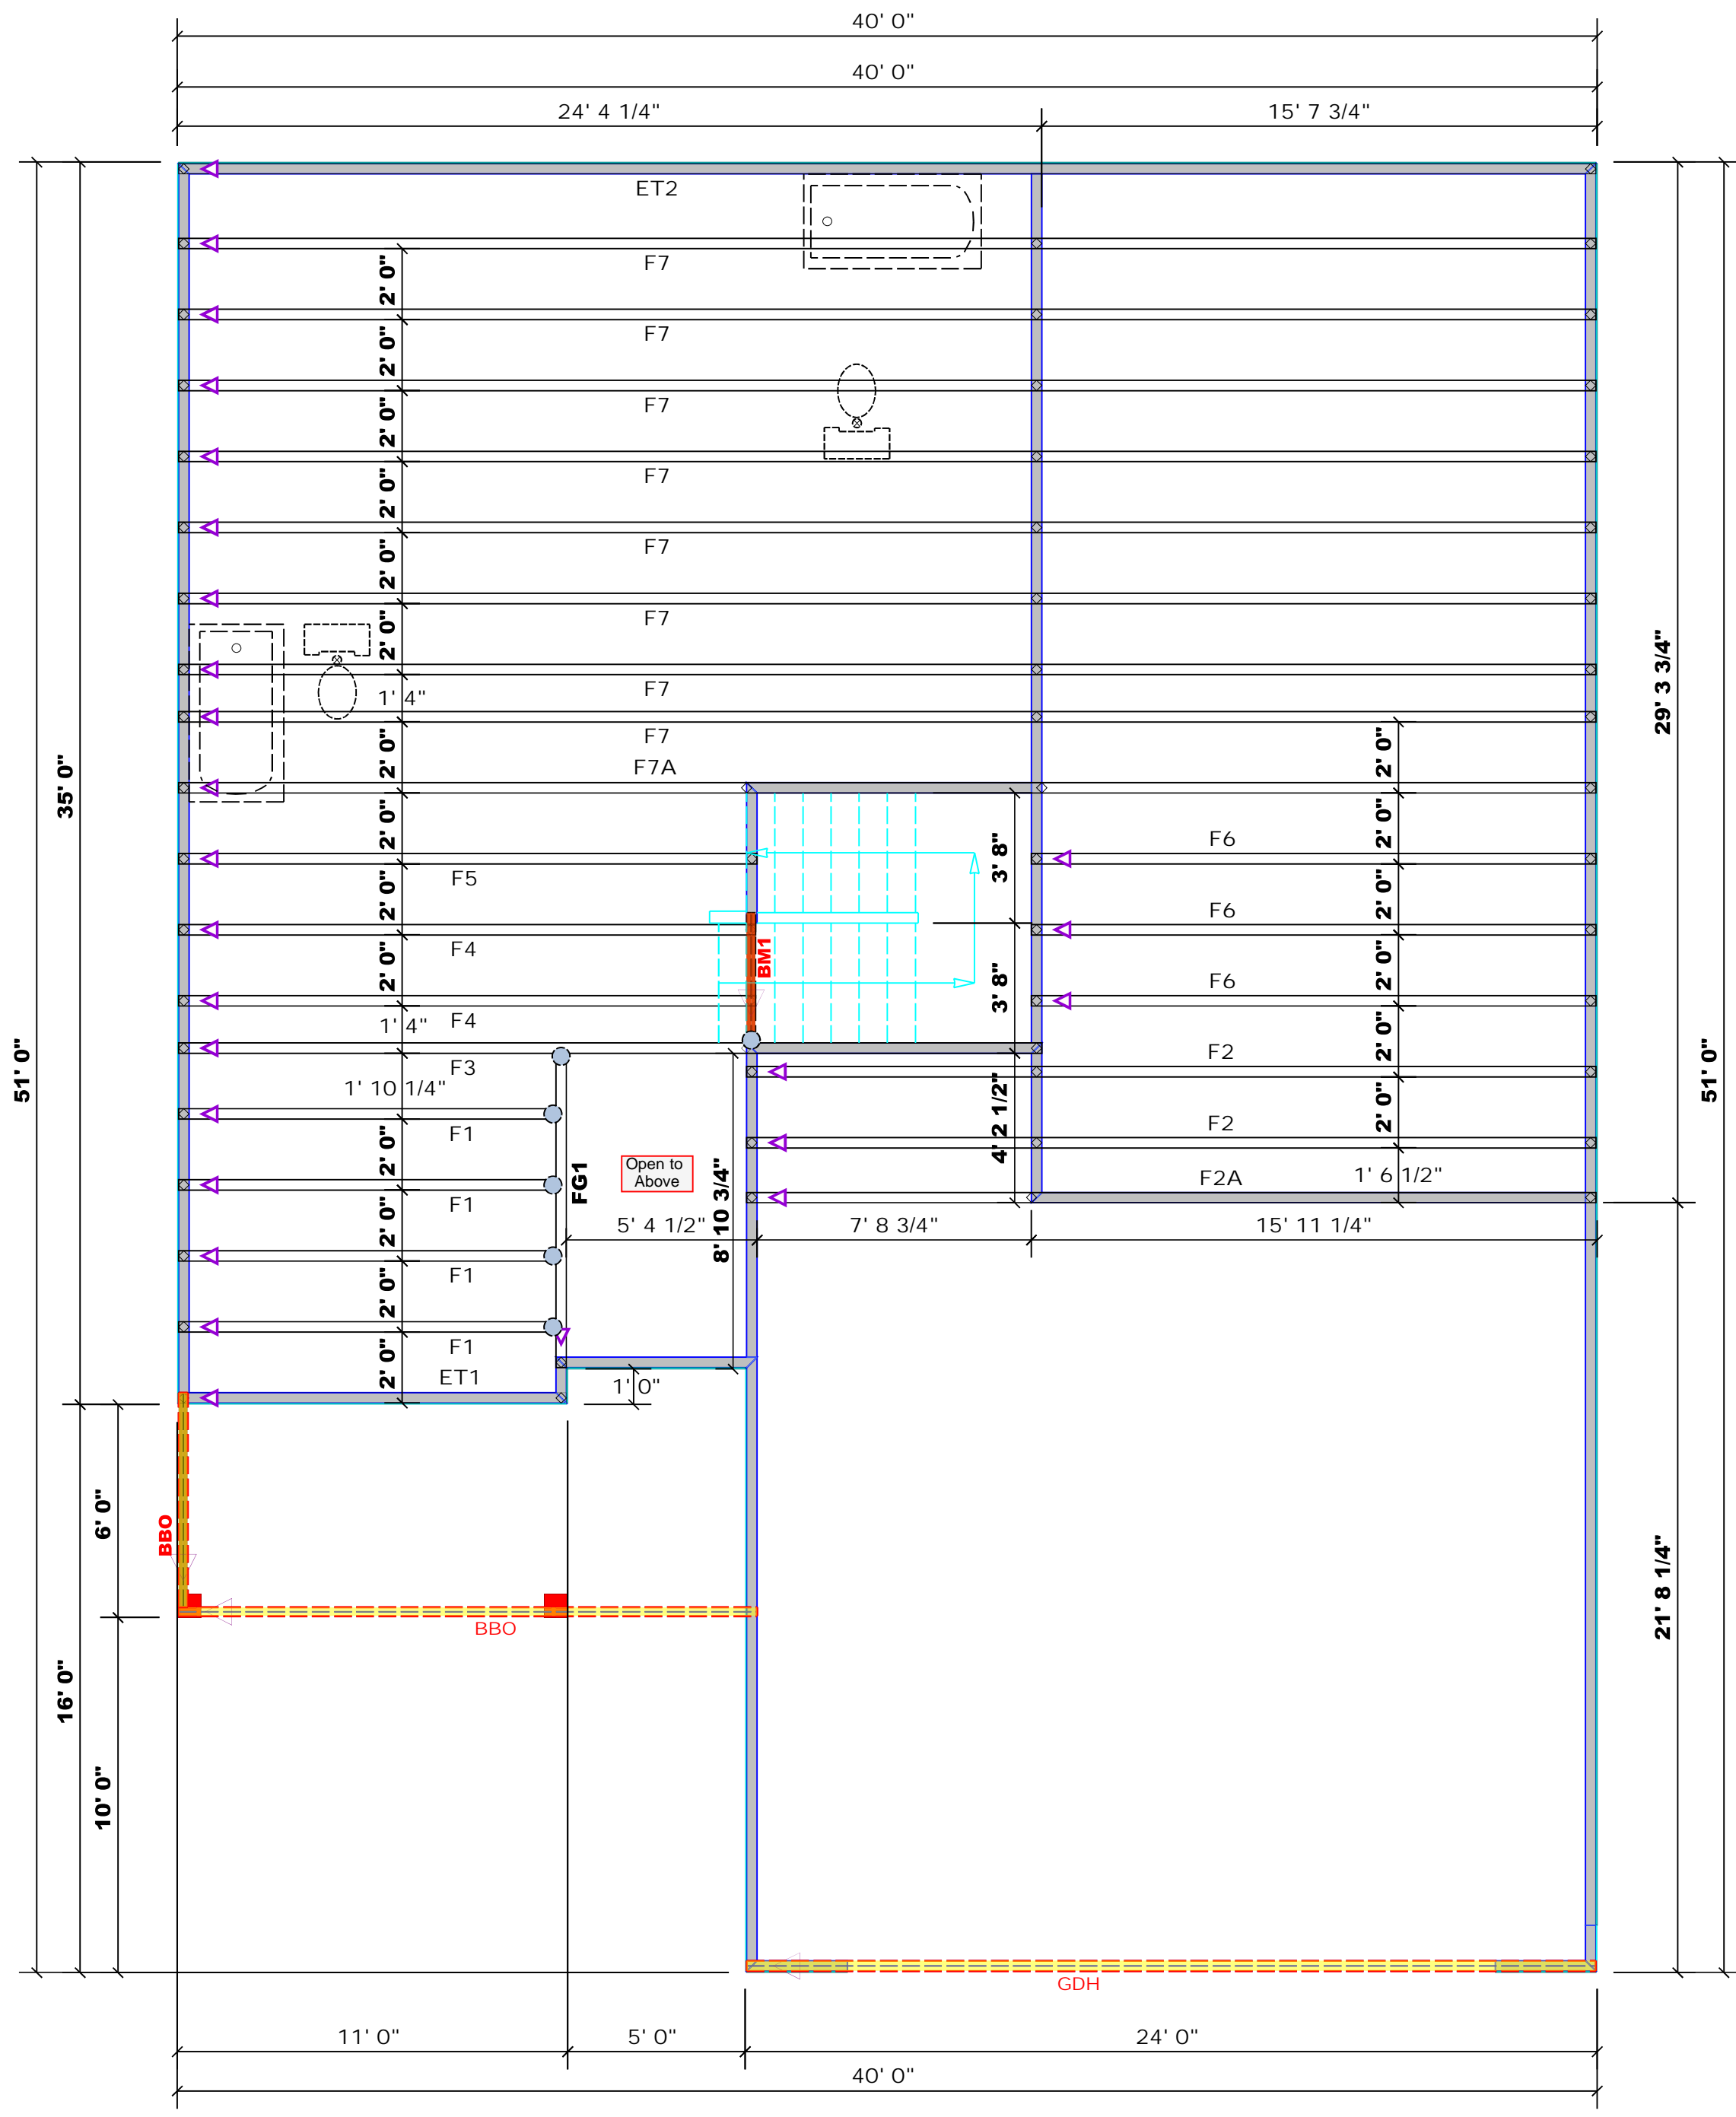 40' 0"
40' 0"
24' 4 1/4"
15' 7 3/4"
ET2
F7
2' 0"
F7
2' 0"
F7
2' 0"
F7
2' 0"
F7
2' 0"
F7
2' 0"
F7
1' 4"
F7
2' 0"
F7A
2' 0"
29' 3 3/4"
35' 0"
2' 0"
2' 0"
3' 8"
F6
F5
2' 0"
2' 0"
F6
F4
BM1
2' 0"
2' 0"
3' 8"
F6
F4
1' 4"
2' 0"
F2
F3
51' 0"
51' 0"
1' 10 1/4"
2' 0"
4' 2 1/2"
F2
F1
2' 0"
Open to
Above
FG1
8' 10 3/4"
F2A
1' 6 1/2"
F1
2' 0"
5' 4 1/2"
7' 8 3/4"
15' 11 1/4"
F1
2' 0"
F1
2' 0"
ET1
1' 0"
6' 0"
BBO
BBO
21' 8 1/4"
16' 0"
10' 0"
GDH
11' 0"
5' 0"
24' 0"
40' 0"